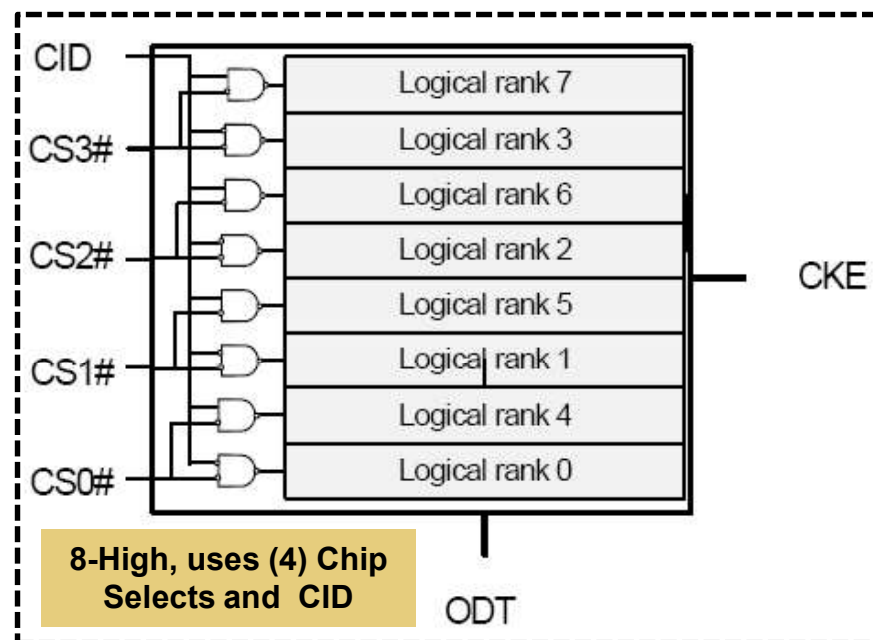 CID
Logical rank 7
CS3#
Logical rank 3
Logical rank 6
CS2#
Logical rank 2
CKE
Logical rank 5
CS1#
Logical rank 1
Logical rank 4
CS0#
Logical rank 0
8-High, uses (4) Chip
Selects and CID
ODT